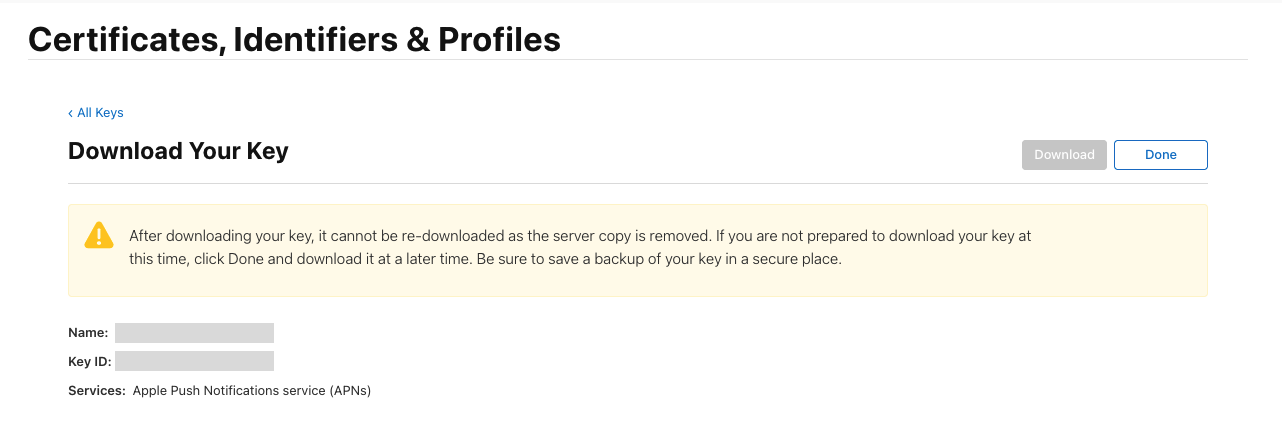 Certificates, Identifiers & Profiles
‹ All Keys
Download Your Key
Download
Done
After downloading your key, it cannot be re-downloaded as the server copy is removed. If you are not prepared to download your key at
this time, click Done and download it at a later time. Be sure to save a backup of your key in a secure place.
Name:
Key ID:
Services: Apple Push Notifications service (APNs)